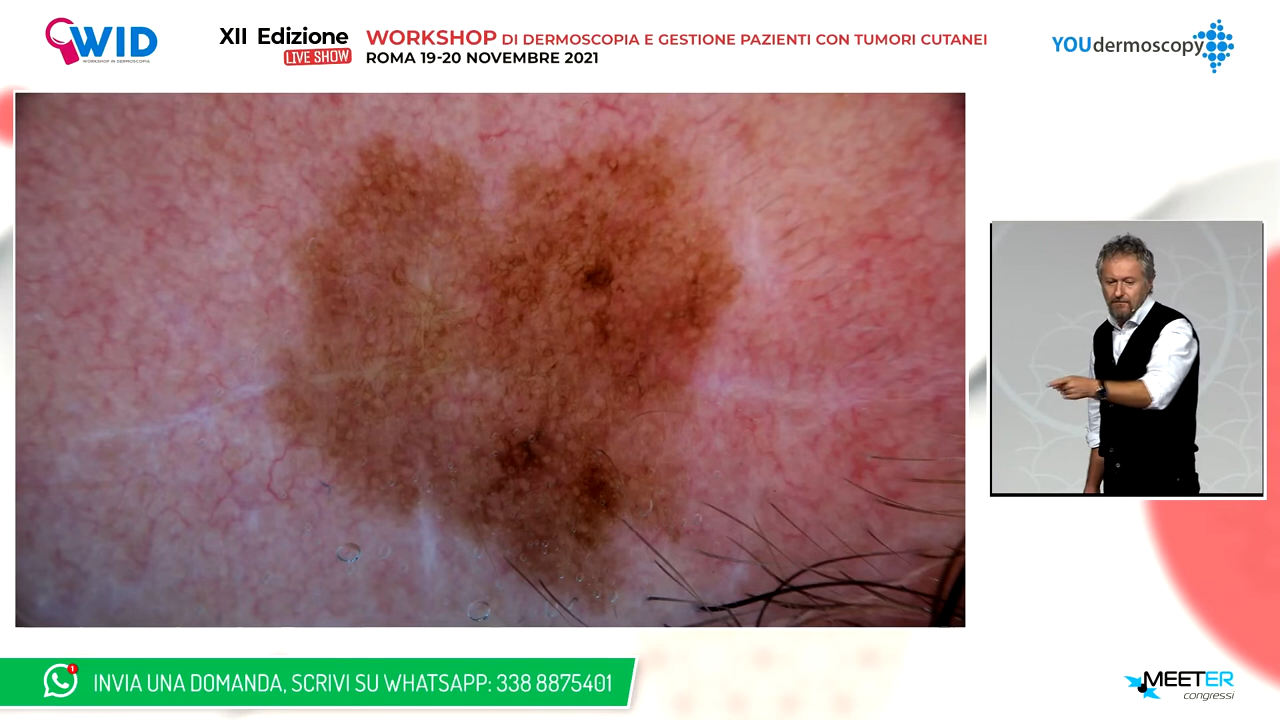 WID
WORKSHOP IN DERMOSCOPIA
XII Edizione
LIVE SHOW
WORKSHOP DI DERMOSCOPIA E GESTIONE PAZIENTI CON TUMORI CUTANEI
ROMA 19-20 NOVEMBRE 2021
YOUdermoscopy
1
INVIA UNA DOMANDA, SCRIVI SU WHATSAPP: 338 8875401
MEETER
congressi